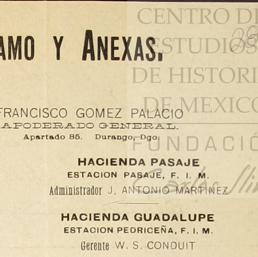 CENTRO DE
ESTUDIOS
DE HISTORI
DE MEXICO
FUNDACIÓ
AMO Y ANEXAS.
FRANCISCO GOMEZ PALACIO
APODERADO GENERAL.
Apartado 85. Durango, Dgo.
HACIENDA PASAJE
ESTACION PASAJE, F. I. M.
Administrador J. ANTONIO MARTINEZ
HACIENDA GUADALUPE
ESTACION PEDRICEÑA, F. I. M.
Gerente W. S. CONDUIT